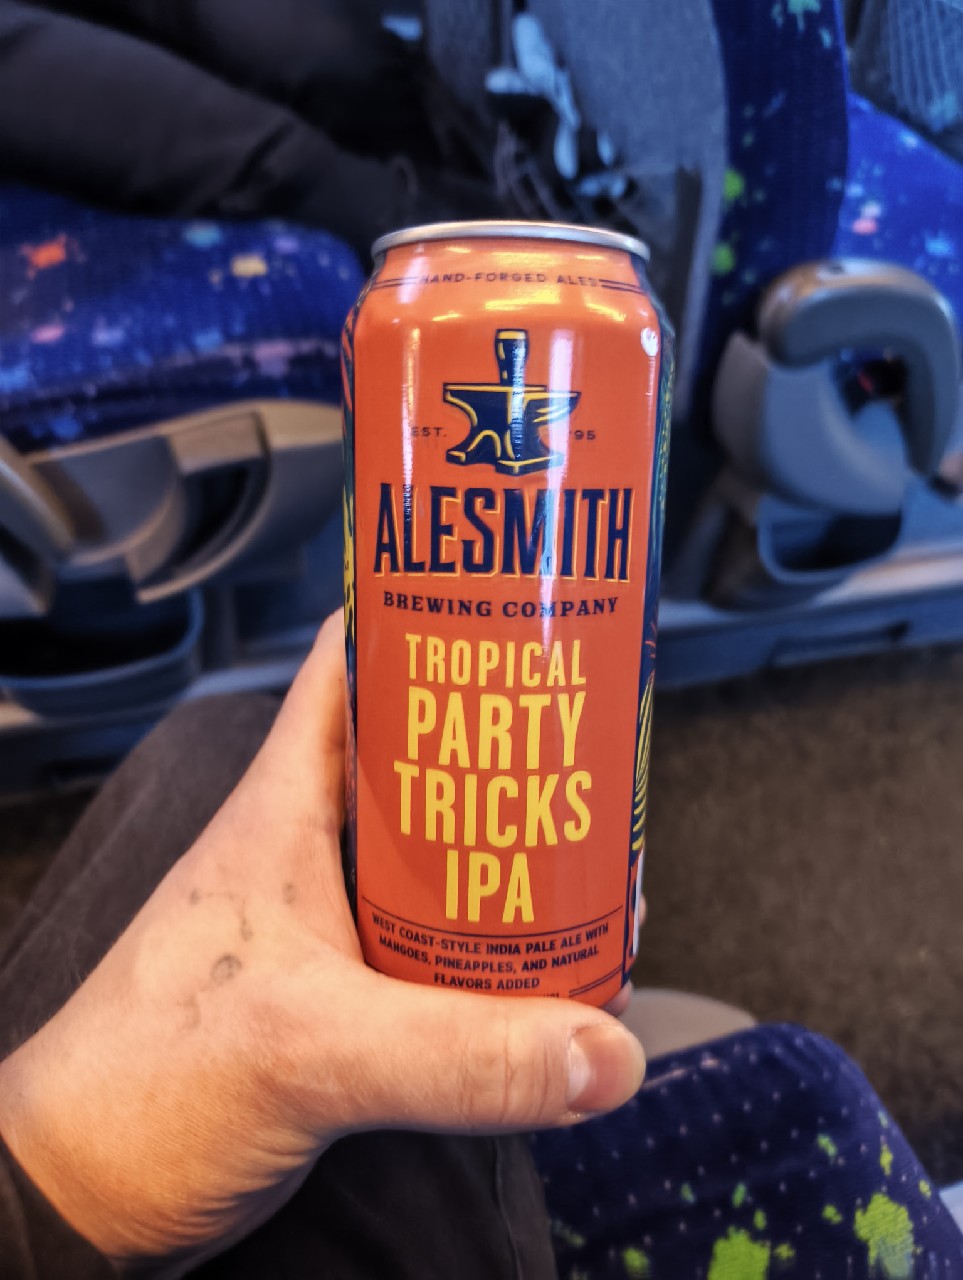 HAND-FORGED ALES
EST. '95
ALESMITH
BREWING COMPANY
TROPICAL
PARTY
TRICKS
IPA
WEST COAST-STYLE INDIA PALE ALE WITH
MANGOES, PINEAPPLES, AND NATURAL
FLAVORS ADDED